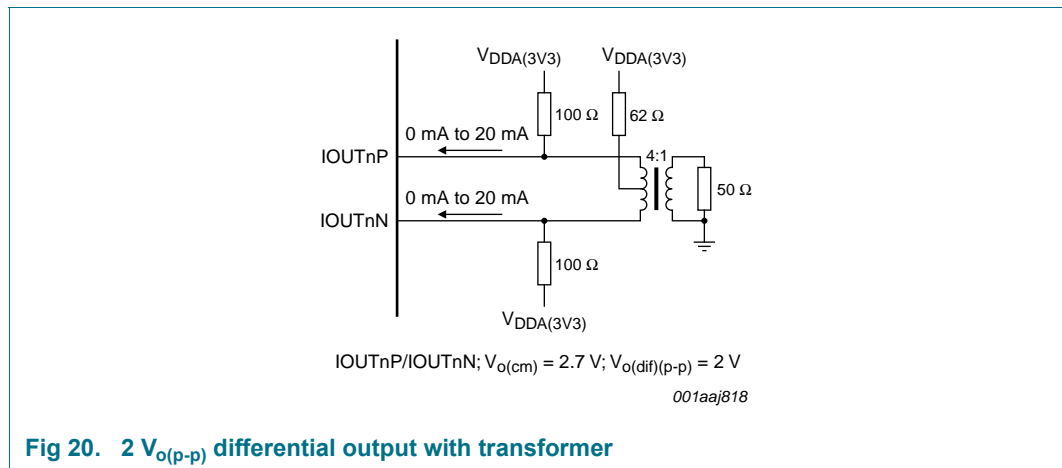 VDDA(3V3) VDDA(3V3)
100 Ω 62 Ω
0 mA to 20 mA
IOUTnP
4:1
50 Ω
0 mA to 20 mA
IOUTnN
100 Ω
VDDA(3V3)
IOUTnP/IOUTnN; Vo(cm) = 2.7 V; Vo(dif)(p-p) = 2 V
001aaj818
Fig 20. 2 Vo(p-p) differential output with transformer